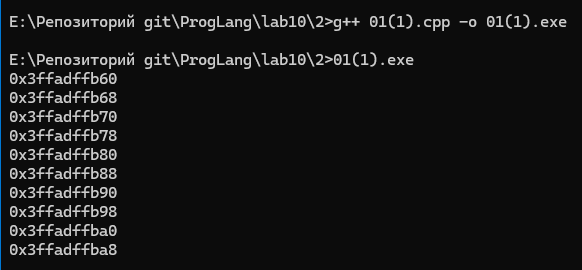 E:\Репозиторий git\ProgLang\lab10\2>g++ 01(1).cpp -o 01(1).exe
E:\Репозиторий git\ProgLang\lab10\2>01(1).exe
0x3ffadffb60
0x3ffadffb68
0x3ffadffb70
0x3ffadffb78
0x3ffadffb80
0x3ffadffb88
0x3ffadffb90
0x3ffadffb98
0x3ffadffba0
0x3ffadffba8